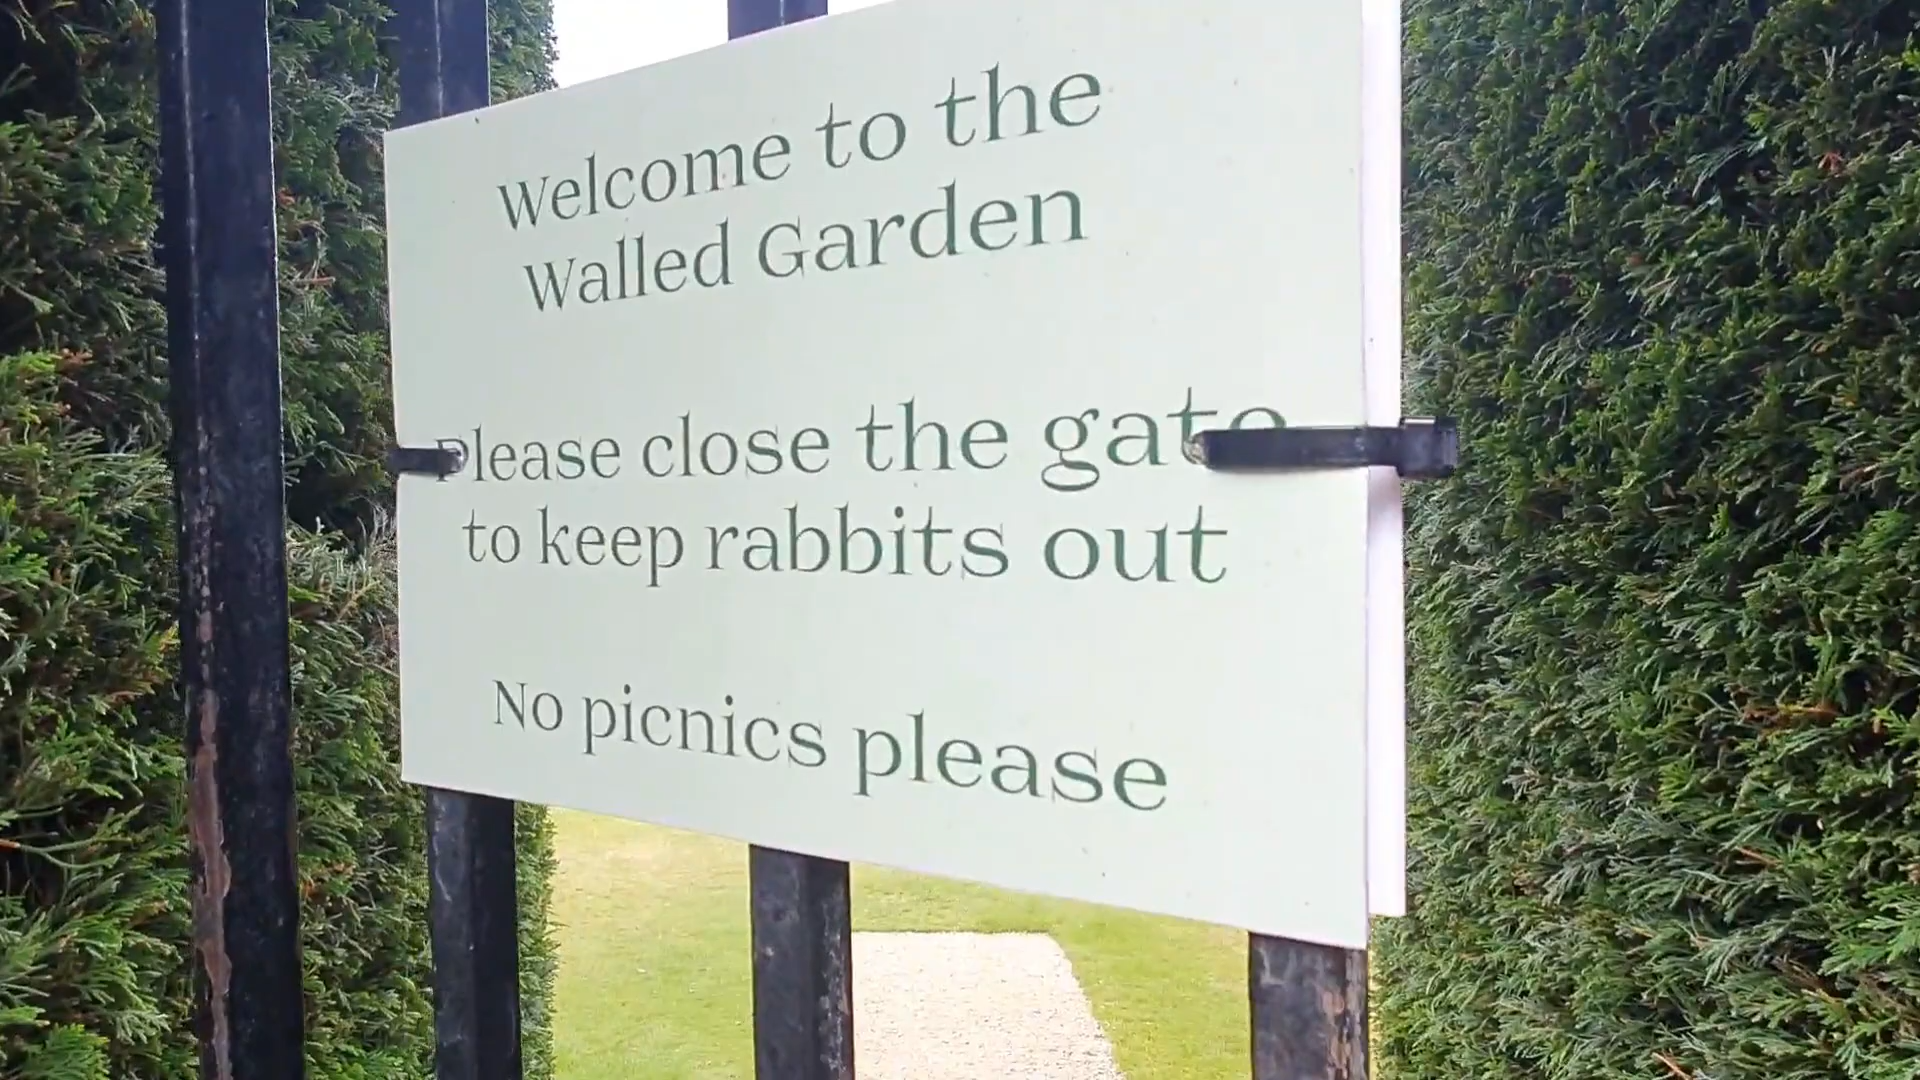 Welcome to the
Walled Garden
Please close the gate
to keep rabbits out
No picnics please